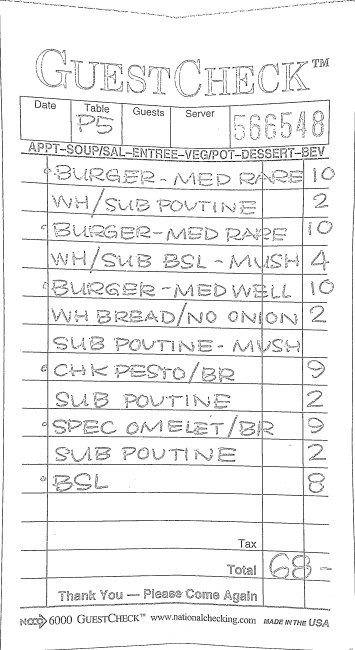 GUESTCHECK™
Date Table Guests Server
P5 566548
APPT-SOUP/SAL-ENTREE-VEG/POT-DESSERT-BEV
BURGER - MED RARE 10
WH/SUB POUTINE 2
BURGER-MED RARE 10
WH/SUB BSL - MUSH 4
BURGER - MED WELL 10
WH BREAD/NO ONION 2
SUB POUTINE - MUSH
CHK PESTO/BR 9
SUB POUTINE 2
SPEC OMELET/BR 9
SUB POUTINE 2
BSL 8
Tax
Total 68-
Thank You — Please Come Again
NCCO 6000 GUESTCHECK™ www.nationalchecking.com MADE IN THE USA